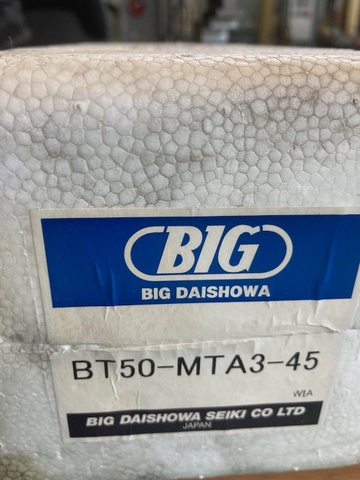 BIG
BIG DAISHOWA
BT50-MTA3-45
WIA
BIG DAISHOWA SEIKI CO LTD
JAPAN